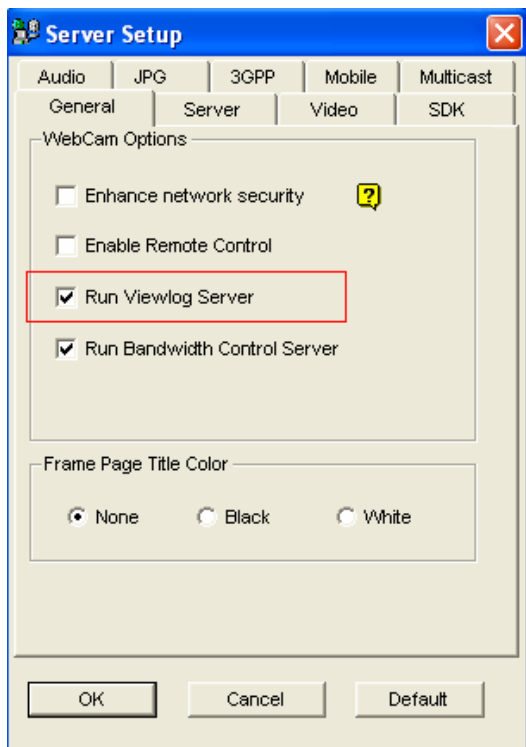 Server Setup
Audio JPG 3GPP Mobile Multicast
General Server Video SDK
WebCam Options
Enhance network security ?
Enable Remote Control
Run Viewlog Server
Run Bandwidth Control Server
Frame Page Title Color
None Black White
OK Cancel Default